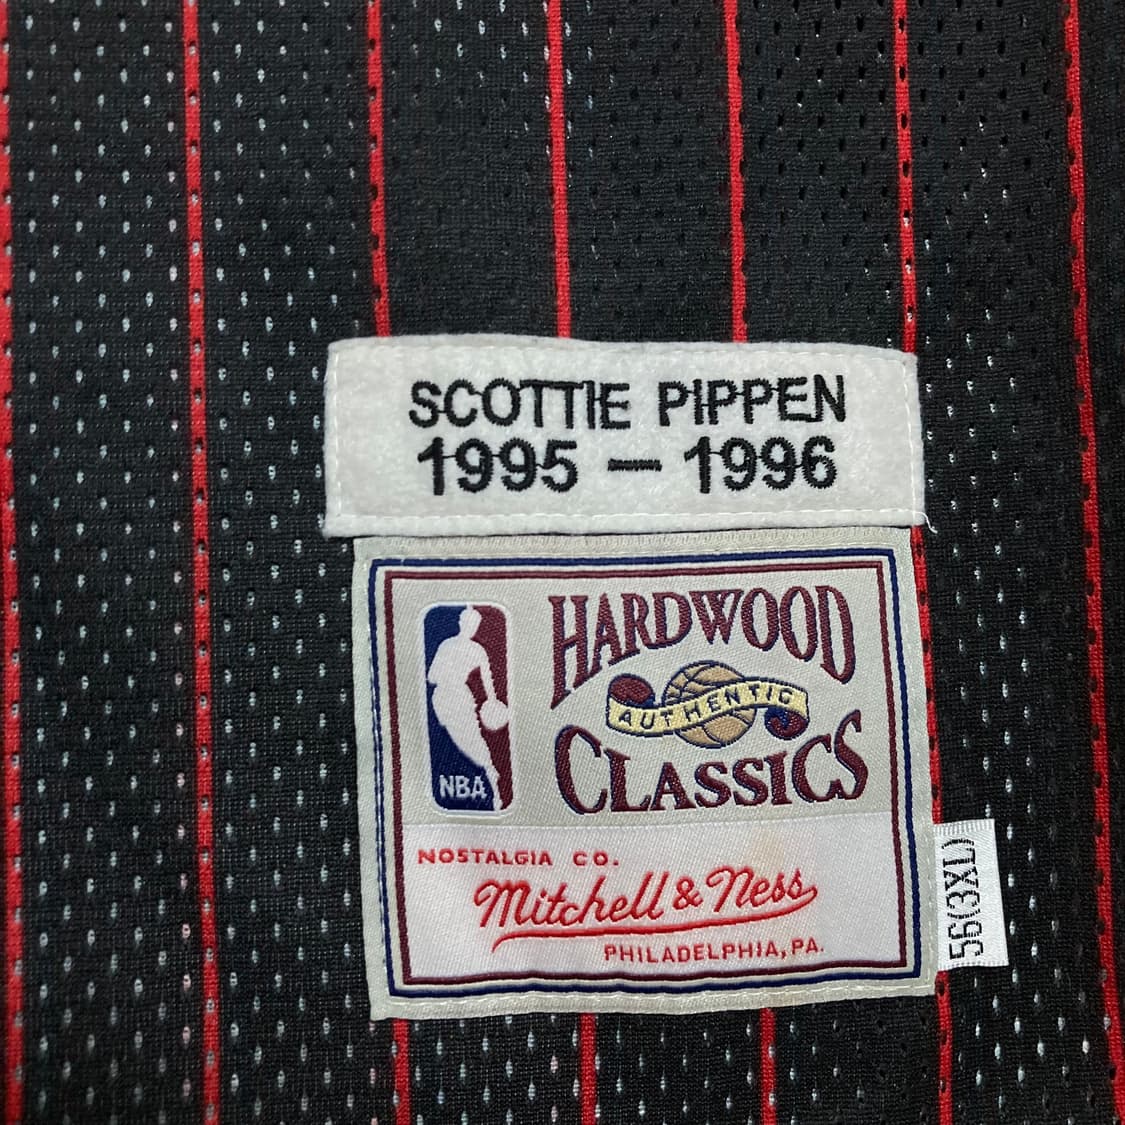 SCOTTIE PIPPEN
1995 – 1996
HARDWOOD
AUTHENTIC
CLASSICS
NBA
NOSTALGIA CO.
Mitchell & Ness
PHILADELPHIA, PA.
56(3XL)